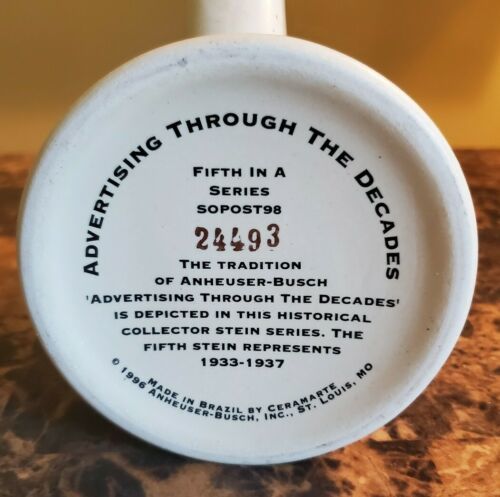 ADVERTISING THROUGH THE DECADES
FIFTH IN A
SERIES
SOPOST98
24493
THE TRADITION
OF ANHEUSER-BUSCH
'ADVERTISING THROUGH THE DECADES'
IS DEPICTED IN THIS HISTORICAL
COLLECTOR STEIN SERIES. THE
FIFTH STEIN REPRESENTS
1933-1937
MADE IN BRAZIL BY CERAMARTE
© 1996 ANHEUSER-BUSCH, INC., ST. LOUIS, MO